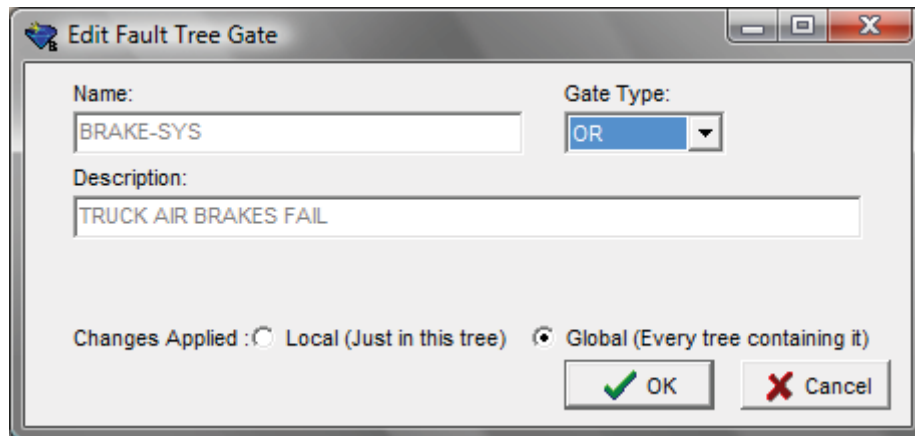 Edit Fault Tree Gate
Name: Gate Type:
BRAKE-SYS OR
Description:
TRUCK AIR BRAKES FAIL
Changes Applied : Local (Just in this tree) Global (Every tree containing it)
OK Cancel